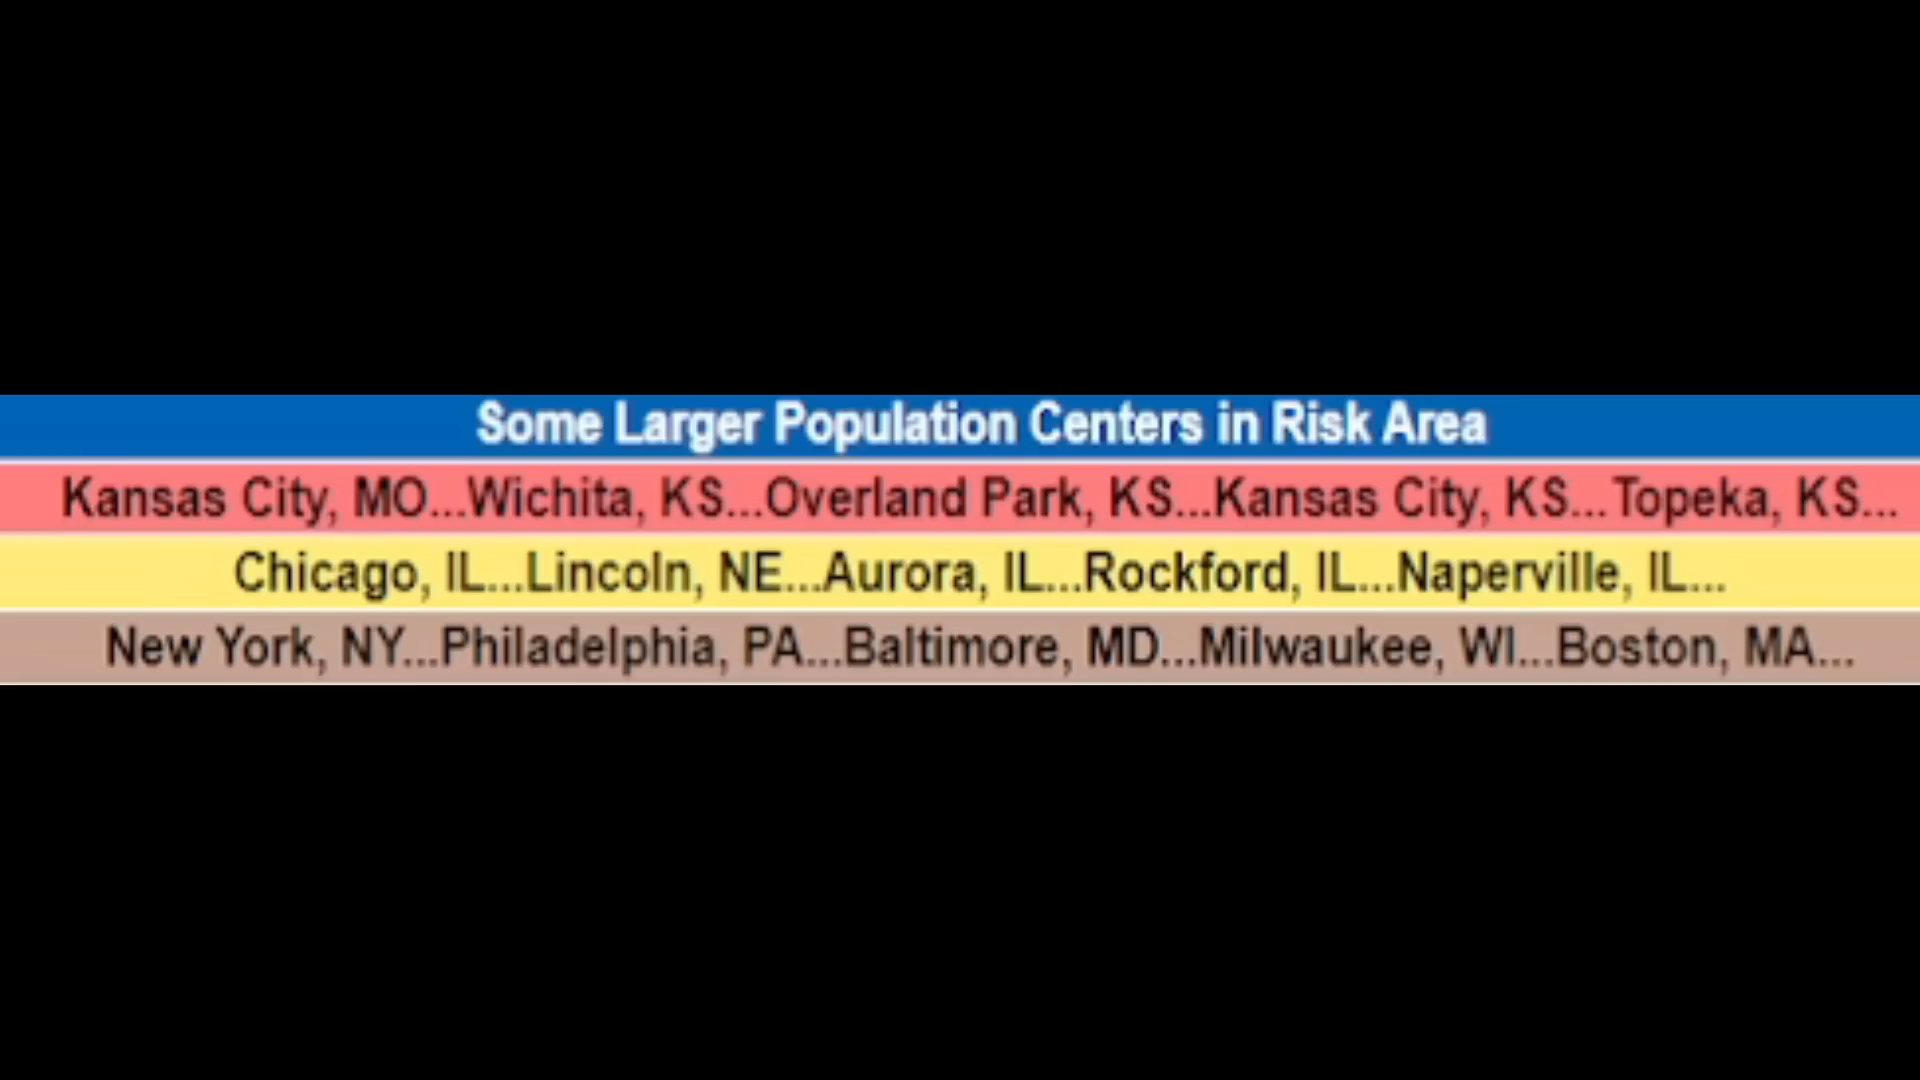 Some Larger Population Centers in Risk Area
Kansas City, MO...Wichita, KS...Overland Park, KS...Kansas City, KS...Topeka, KS...
Chicago, IL...Lincoln, NE...Aurora, IL...Rockford, IL...Naperville, IL...
New York, NY...Philadelphia, PA...Baltimore, MD...Milwaukee, WI...Boston, MA...